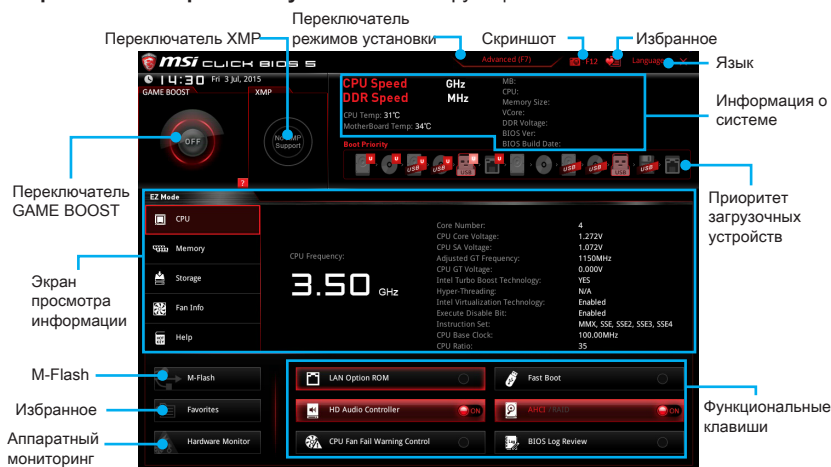 Переключатель
Переключатель XMP режимов установки Скриншот Избранное
msi CLICK BIOS 5 Advanced (F7) F12 Language X Язык
14:30 Fri 3 Jul, 2015
GAME BOOST XMP
CPU Speed GHz
DDR Speed MHz
CPU Temp: 31°C
MotherBoard Temp: 34°C
MB:
CPU:
Memory Size:
VCore:
DDR Voltage:
BIOS Ver:
BIOS Build Date:
Информация о
системе
OFF
No XMP
Support
Boot Priority
U U U USB U USB U USB U USB USB USB USB
?
Переключатель
GAME BOOST
Приоритет
загрузочных
устройств
EZ Mode
CPU
Memory
Storage
Fan Info
Help
Экран
просмотра
информации
CPU Frequency:
3.50 GHz
Core Number: 4
CPU Core Voltage: 1.272V
CPU SA Voltage: 1.072V
Adjusted GT Frequency: 1150MHz
CPU GT Voltage: 0.000V
Intel Turbo Boost Technology: YES
Hyper-Threading: N/A
Intel Virtualization Technology: Enabled
Execute Disable Bit: Enabled
Instruction Set: MMX, SSE, SSE2, SSE3, SSE4
CPU Base Clock: 100.00MHz
CPU Ratio: 35
M-Flash
Избранное
Аппаратный
мониторинг
M-Flash
Favorites
Hardware Monitor
LAN Option ROM
Fast Boot
HD Audio Controller ON
AHCI / RAID ON
CPU Fan Fail Warning Control
BIOS Log Review
Функциональные
клавиши